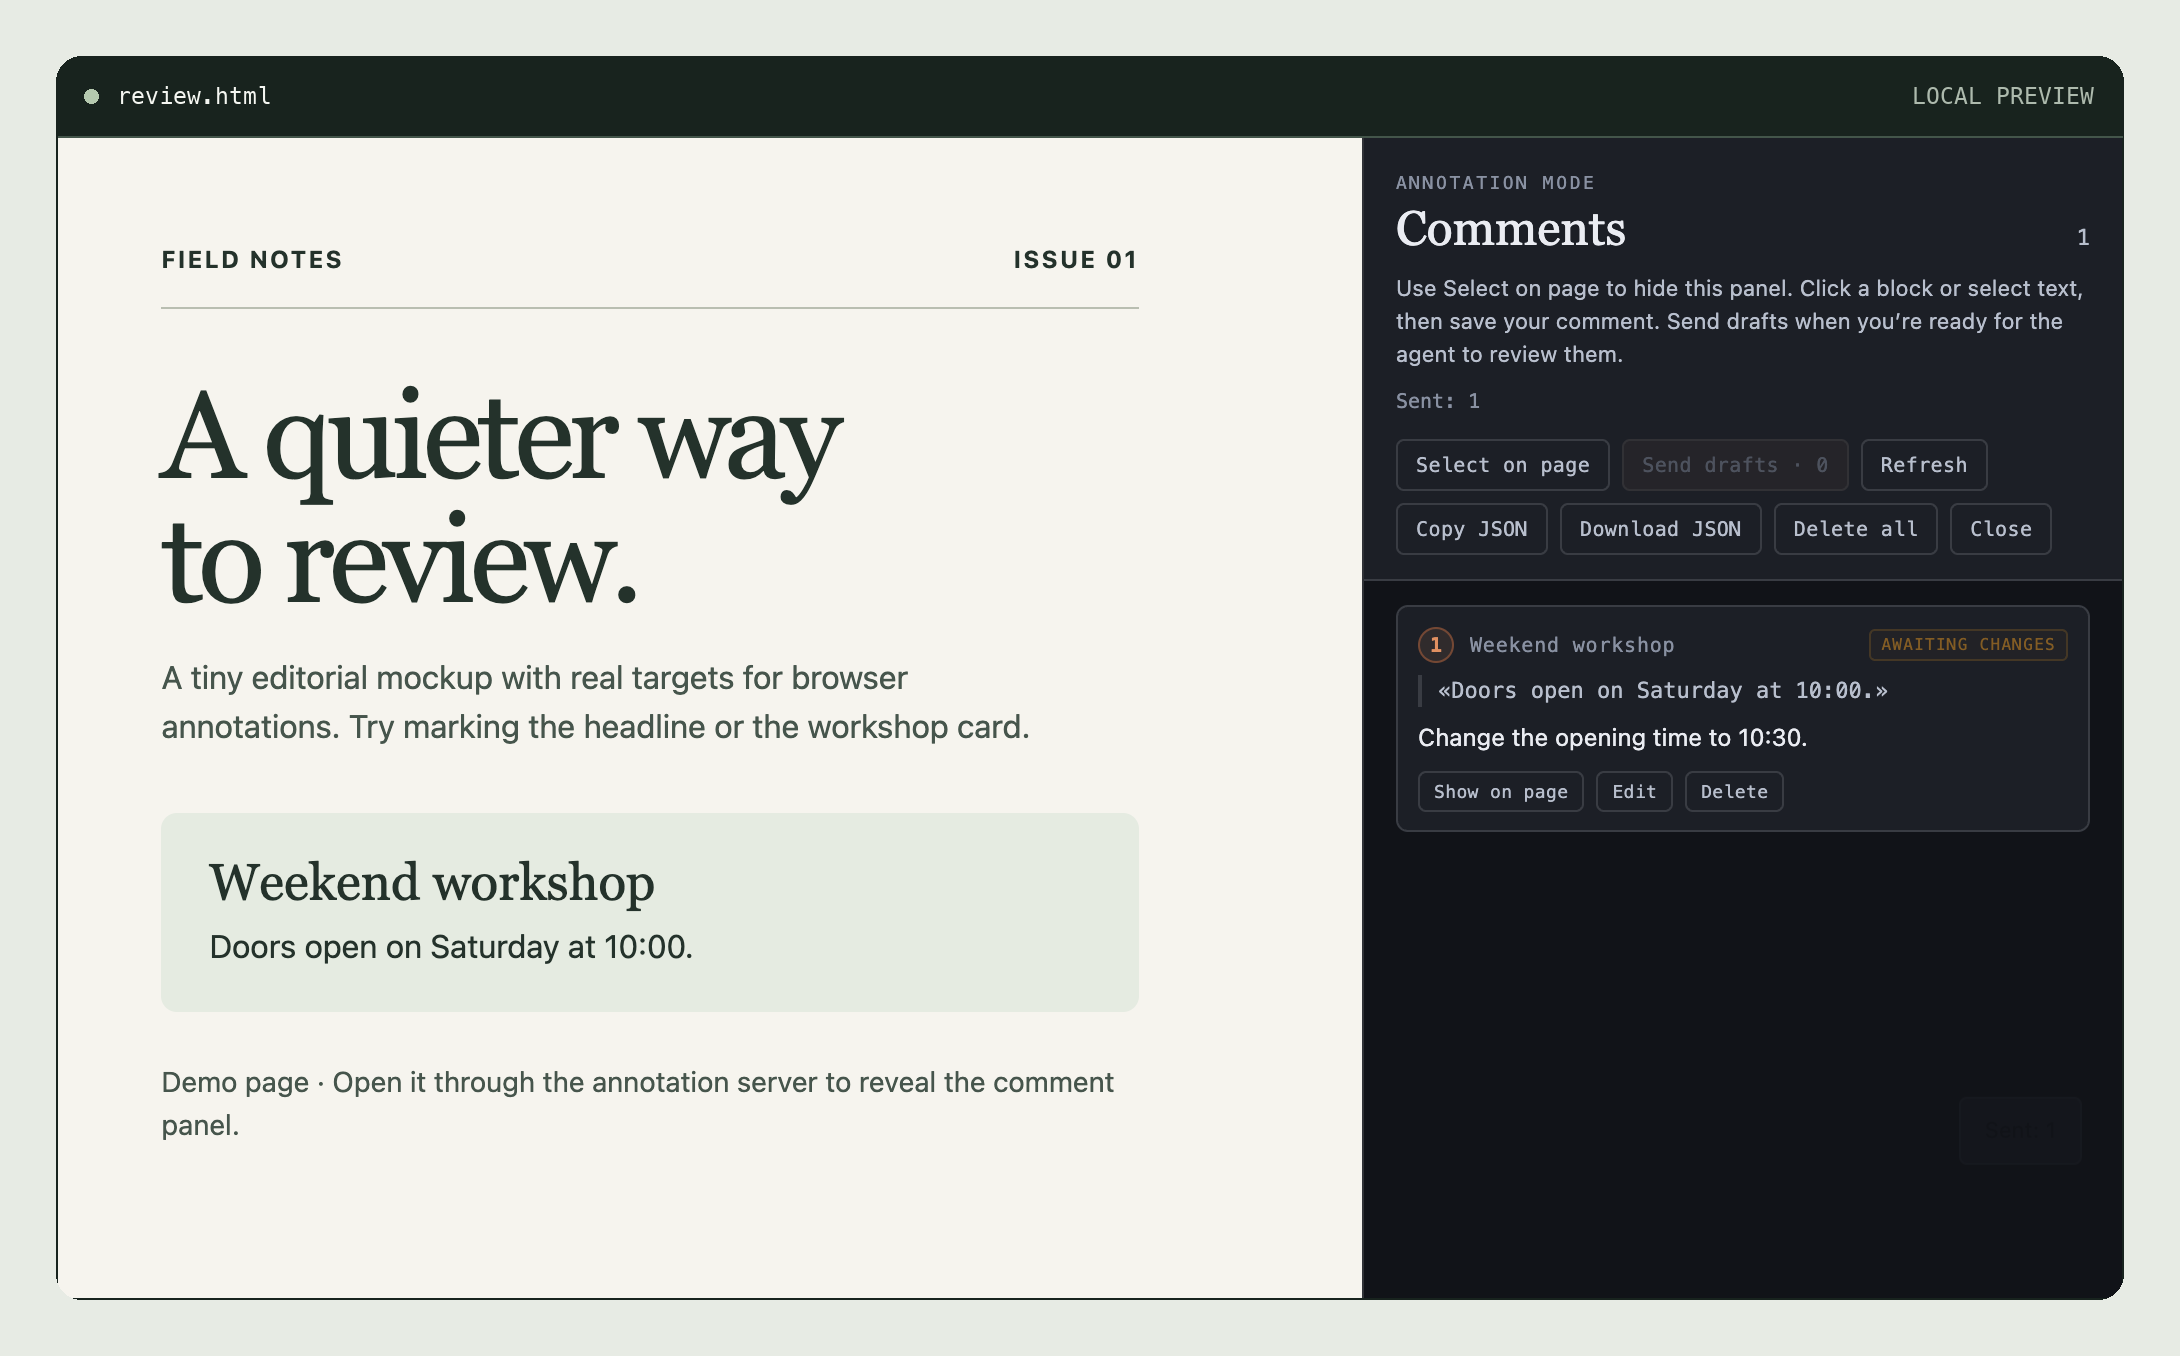 review.html
LOCAL PREVIEW
FIELD NOTES
ISSUE 01
A quieter way
to review.
A tiny editorial mockup with real targets for browser
annotations. Try marking the headline or the workshop card.
Weekend workshop
Doors open on Saturday at 10:00.
Demo page · Open it through the annotation server to reveal the comment
panel.
ANNOTATION MODE
Comments
1
Use Select on page to hide this panel. Click a block or select text,
then save your comment. Send drafts when you’re ready for the
agent to review them.
Sent: 1
Select on page
Send drafts · 0
Refresh
Copy JSON
Download JSON
Delete all
Close
1
Weekend workshop
AWAITING CHANGES
«Doors open on Saturday at 10:00.»
Change the opening time to 10:30.
Show on page
Edit
Delete